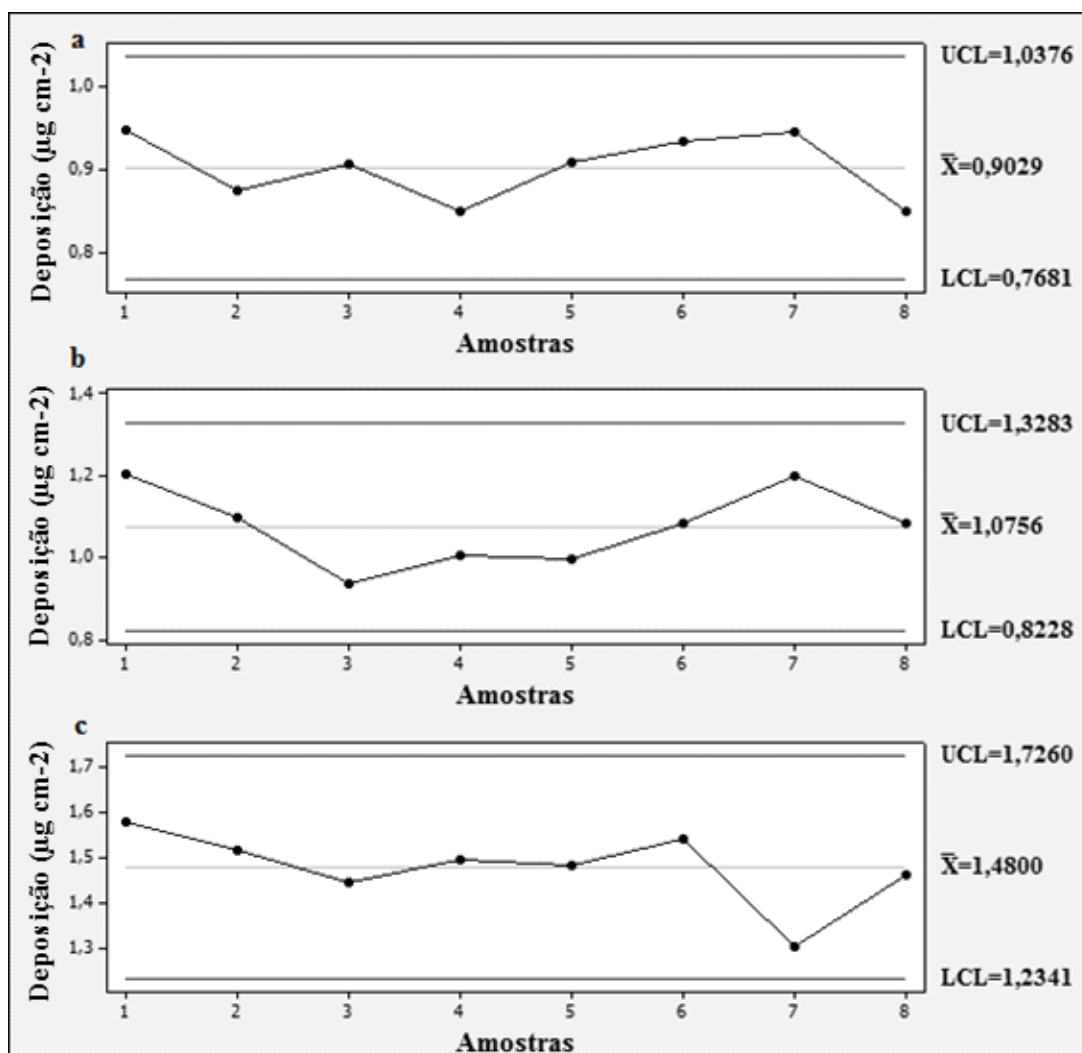 a
Deposição (µg cm-2)
1,0
0,9
0,8
UCL=1,0376
X̿=0,9029
LCL=0,7681
1 2 3 4 5 6 7 8
Amostras
b
Deposição (µg cm-2)
1,4
1,2
1,0
0,8
UCL=1,3283
X̿=1,0756
LCL=0,8228
1 2 3 4 5 6 7 8
Amostras
c
Deposição (µg cm-2)
1,7
1,6
1,5
1,4
1,3
UCL=1,7260
X̿=1,4800
LCL=1,2341
1 2 3 4 5 6 7 8
Amostras